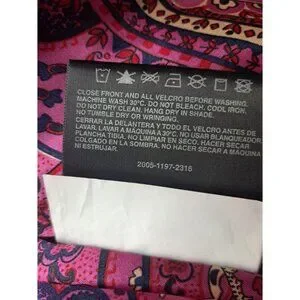 CLOSE FRONT AND ALL VELCRO BEFORE WASHING.
MACHINE WASH 30°C. DO NOT BLEACH. COOL IRON.
DO NOT DRY CLEAN. HANG DRY IN SHADE.
NO TUMBLE DRY OR WRINGING.
CERRAR LA DELANTERA Y TODO EL VELCRO ANTES DE
LAVAR. LAVAR A MAQUINA A 30°C. NO USAR BLANQUEADOR.
PLANCHA TIBIA. NO LIMPIAR EN SECO. SECAR
COLGADO EN LA SOMBRA. NO HACER SECAR A MAQUINA
NI ESTRUJAR.
2008-1197-2316